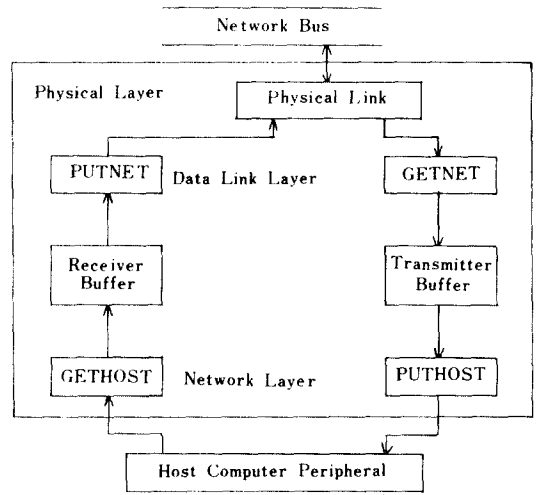 Network Bus
Physical Layer
Physical Link
PUTNET
Data Link Layer
GETNET
Receiver
Buffer
Transmitter
Buffer
GETHOST
Network Layer
PUTHOST
Host Computer Peripheral